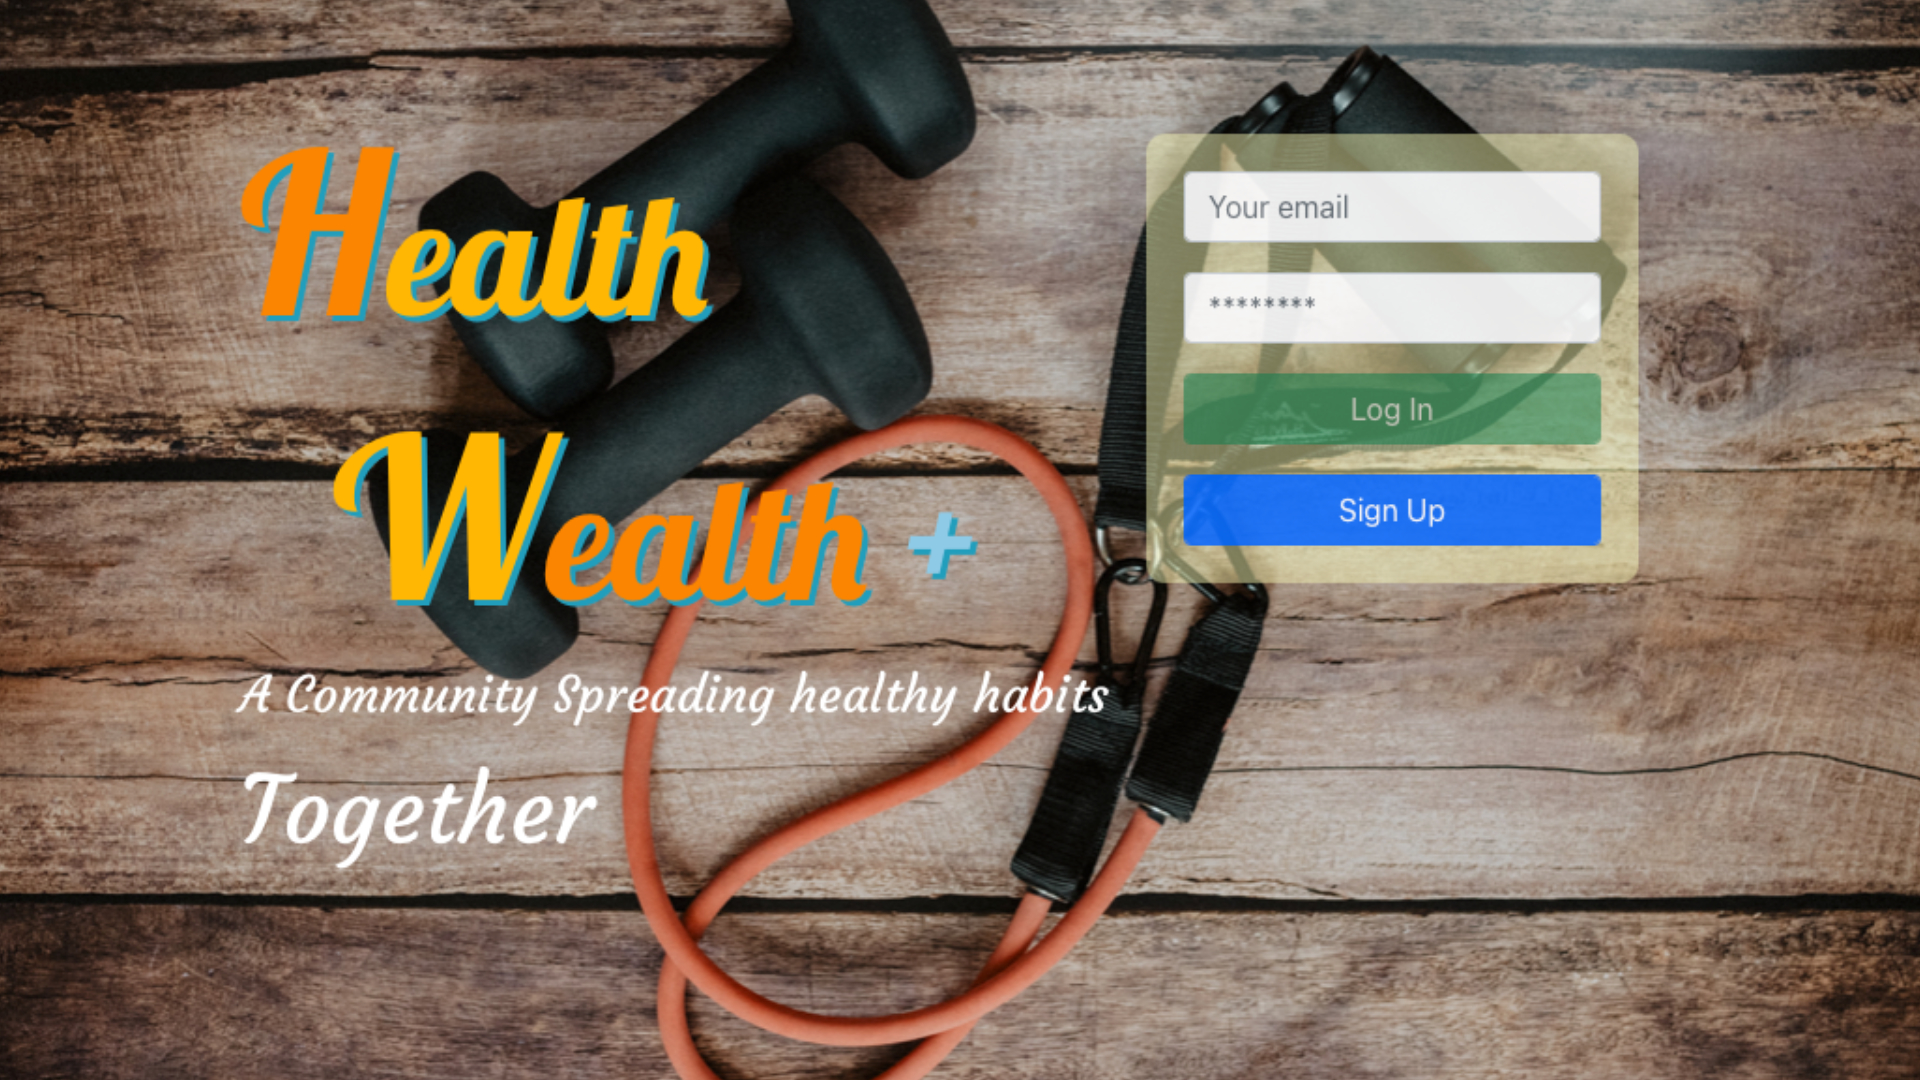 Health
Wealth +
A Community Spreading healthy habits
Together
Your email
********
Log In
Sign Up